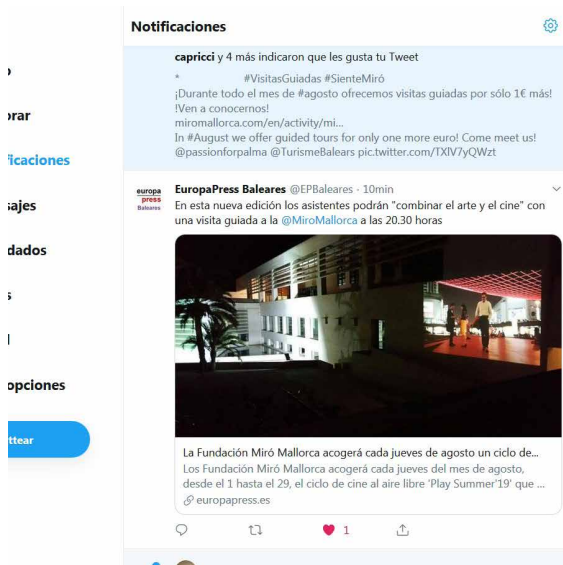 Notificaciones
capricci y 4 más indicaron que les gusta tu Tweet
* #VisitasGuiadas #SienteMiró
¡Durante todo el mes de #agosto ofrecemos visitas guiadas por sólo 1€ más!
!Ven a conocernos!
miromallorca.com/en/activity/mi...
In #August we offer guided tours for only one more euro! Come meet us!
@passionforpalma @TurismeBalears pic.twitter.com/TXlV7yQWzt
orar
ficaciones
sajes
dados
s
l
opciones
ttear
europa
press
Baleares
EuropaPress Baleares @EPBaleares · 10min
En esta nueva edición los asistentes podrán "combinar el arte y el cine" con
una visita guiada a la @MiroMallorca a las 20.30 horas
La Fundación Miró Mallorca acogerá cada jueves de agosto un ciclo de...
Los Fundación Miró Mallorca acogerá cada jueves del mes de agosto,
desde el 1 hasta el 29, el ciclo de cine al aire libre 'Play Summer'19' que ...
europapress.es
1